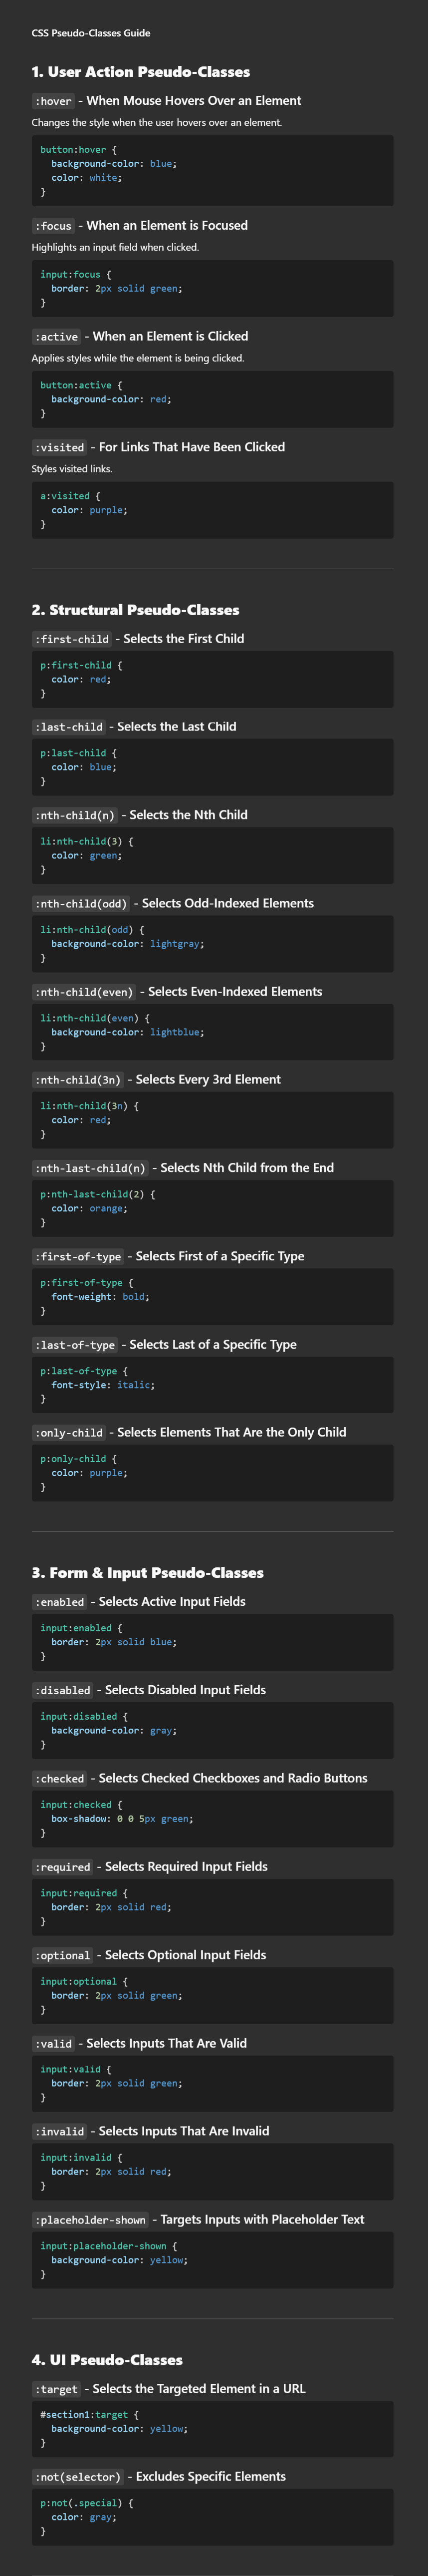 CSS Pseudo-Classes Guide
1. User Action Pseudo-Classes
:hover - When Mouse Hovers Over an Element
Changes the style when the user hovers over an element.
button:hover {
  background-color: blue;
  color: white;
}
:focus - When an Element is Focused
Highlights an input field when clicked.
input:focus {
  border: 2px solid green;
}
:active - When an Element is Clicked
Applies styles while the element is being clicked.
button:active {
  background-color: red;
}
:visited - For Links That Have Been Clicked
Styles visited links.
a:visited {
  color: purple;
}
2. Structural Pseudo-Classes
:first-child - Selects the First Child
p:first-child {
  color: red;
}
:last-child - Selects the Last Child
p:last-child {
  color: blue;
}
:nth-child(n) - Selects the Nth Child
li:nth-child(3) {
  color: green;
}
:nth-child(odd) - Selects Odd-Indexed Elements
li:nth-child(odd) {
  background-color: lightgray;
}
:nth-child(even) - Selects Even-Indexed Elements
li:nth-child(even) {
  background-color: lightblue;
}
:nth-child(3n) - Selects Every 3rd Element
li:nth-child(3n) {
  color: red;
}
:nth-last-child(n) - Selects Nth Child from the End
p:nth-last-child(2) {
  color: orange;
}
:first-of-type - Selects First of a Specific Type
p:first-of-type {
  font-weight: bold;
}
:last-of-type - Selects Last of a Specific Type
p:last-of-type {
  font-style: italic;
}
:only-child - Selects Elements That Are the Only Child
p:only-child {
  color: purple;
}
3. Form & Input Pseudo-Classes
:enabled - Selects Active Input Fields
input:enabled {
  border: 2px solid blue;
}
:disabled - Selects Disabled Input Fields
input:disabled {
  background-color: gray;
}
:checked - Selects Checked Checkboxes and Radio Buttons
input:checked {
  box-shadow: 0 0 5px green;
}
:required - Selects Required Input Fields
input:required {
  border: 2px solid red;
}
:optional - Selects Optional Input Fields
input:optional {
  border: 2px solid green;
}
:valid - Selects Inputs That Are Valid
input:valid {
  border: 2px solid green;
}
:invalid - Selects Inputs That Are Invalid
input:invalid {
  border: 2px solid red;
}
:placeholder-shown - Targets Inputs with Placeholder Text
input:placeholder-shown {
  background-color: yellow;
}
4. UI Pseudo-Classes
:target - Selects the Targeted Element in a URL
#section1:target {
  background-color: yellow;
}
:not(selector) - Excludes Specific Elements
p:not(.special) {
  color: gray;
}